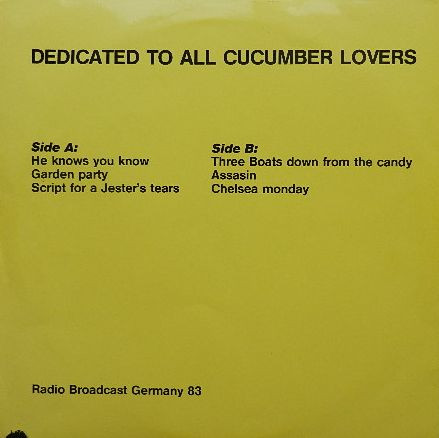 DEDICATED TO ALL CUCUMBER LOVERS
Side A:
He knows you know
Garden party
Script for a Jester's tears
Side B:
Three Boats down from the candy
Assasin
Chelsea monday
Radio Broadcast Germany 83